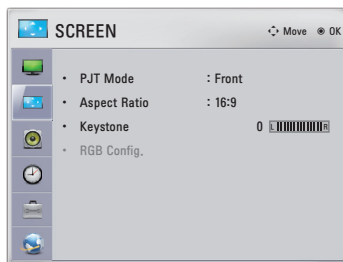 SCREEN Move OK
• PJT Mode : Front
• Aspect Ratio : 16:9
• Keystone 0 L R
• RGB Config.